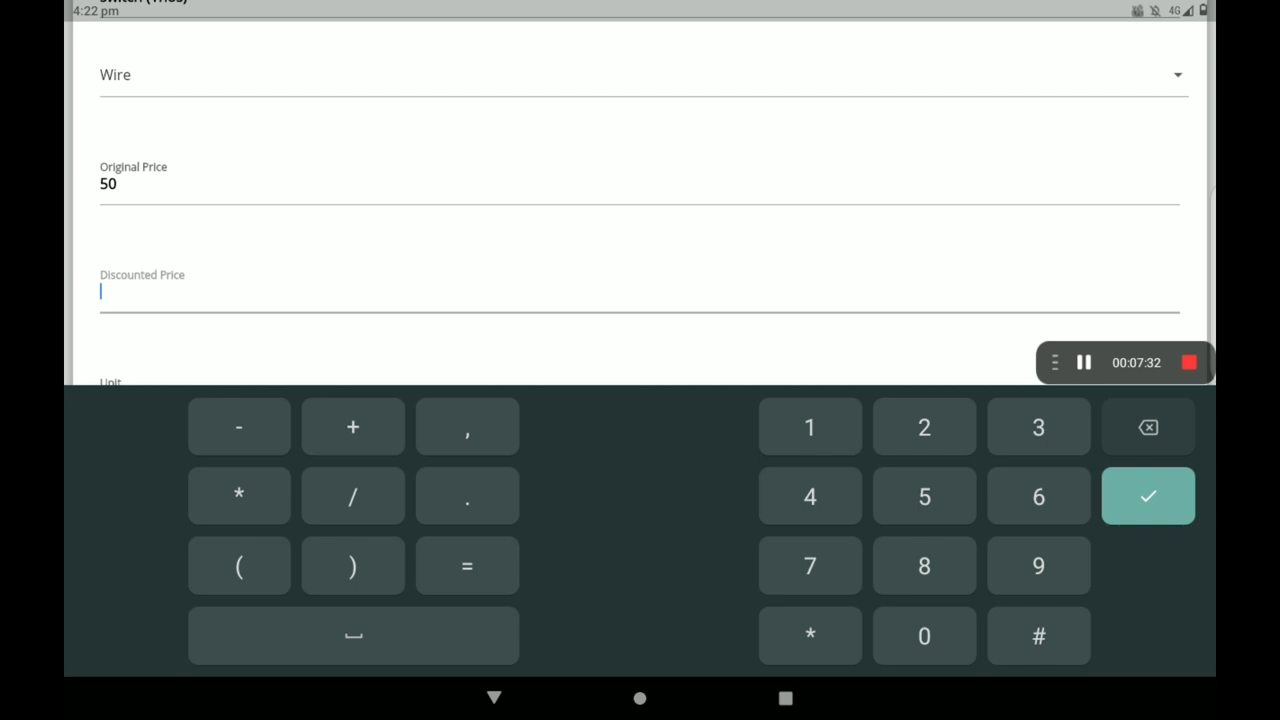 4:22 pm
4G
Wire
Original Price
50
Discounted Price
00:07:32
- + , 1 2 3
* / . 4 5 6
( ) = 7 8 9
* 0 #